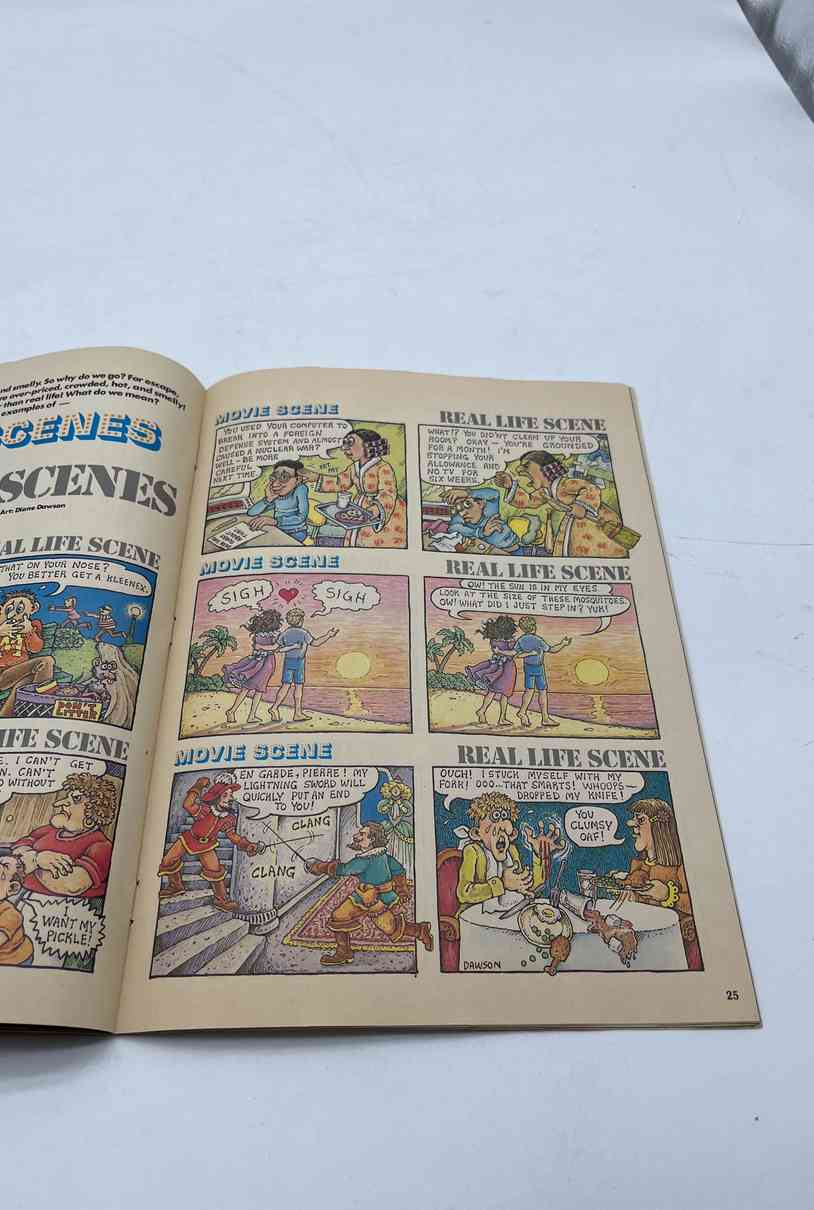 nd smelly. So why do we go? For escape,
e over-priced, crowded, hot, and smelly!
than real life! What do we mean?
examples of —
SCENES
SCENES
Art: Diane Dawson
AL LIFE SCENE
THAT ON YOUR NOSE?
YOU BETTER GET A KLEENEX.
DON'T
LITTER
IFE SCENE
E. I CAN'T GET
N. CAN'T
O WITHOUT
I
WANT MY
PICKLE!
MOVIE SCENE
YOU USED YOUR COMPUTER TO
BREAK INTO A FOREIGN
DEFENSE SYSTEM AND ALMOST
CAUSED A NUCLEAR WAR?
WELL — BE MORE
CAREFUL
NEXT TIME.
REAL LIFE SCENE
WHAT!? YOU DIDN'T CLEAN UP YOUR
ROOM? OKAY — YOU'RE GROUNDED
FOR A MONTH! I'M
STOPPING YOUR
ALLOWANCE AND
NO TV FOR
SIX WEEKS.
MOVIE SCENE
SIGH
SIGH
REAL LIFE SCENE
OW! THE SUN IS IN MY EYES.
LOOK AT THE SIZE OF THESE MOSQUITOES.
OW! WHAT DID I JUST STEP IN? YUK!
MOVIE SCENE
EN GARDE, PIERRE! MY
LIGHTNING SWORD WILL
QUICKLY PUT AN END
TO YOU!
CLANG
CLANG
REAL LIFE SCENE
OUCH! I STUCK MYSELF WITH MY
FORK! OOO...THAT SMARTS! WHOOPS —
DROPPED MY KNIFE!
YOU
CLUMSY
OAF!
DAWSON
25